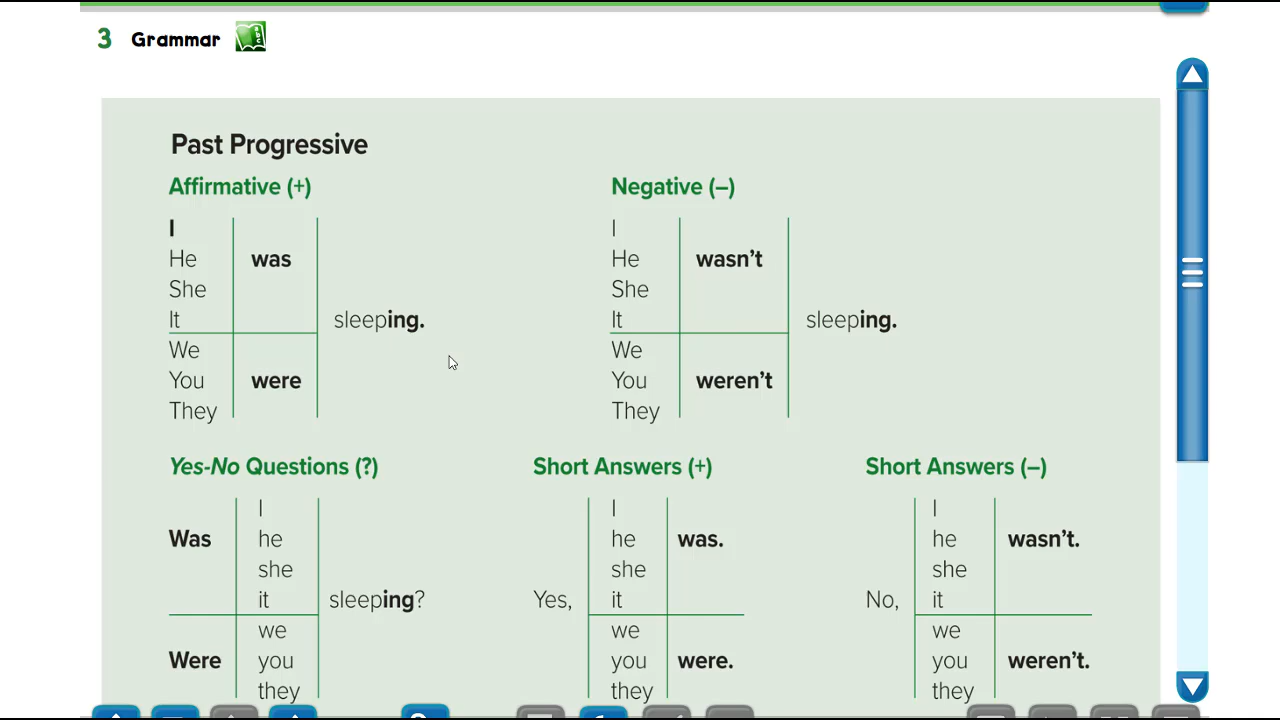 3 Grammar
Past Progressive
Affirmative (+)
I
He
was
She
It
sleeping.
We
You
were
They
Negative (–)
I
He
wasn't
She
It
sleeping.
We
You
weren't
They
Yes-No Questions (?)
I
Was
he
she
it
sleeping?
we
Were
you
they
Short Answers (+)
I
he
was.
she
Yes,
it
we
you
were.
they
Short Answers (–)
I
he
wasn't.
she
No,
it
we
you
weren't.
they